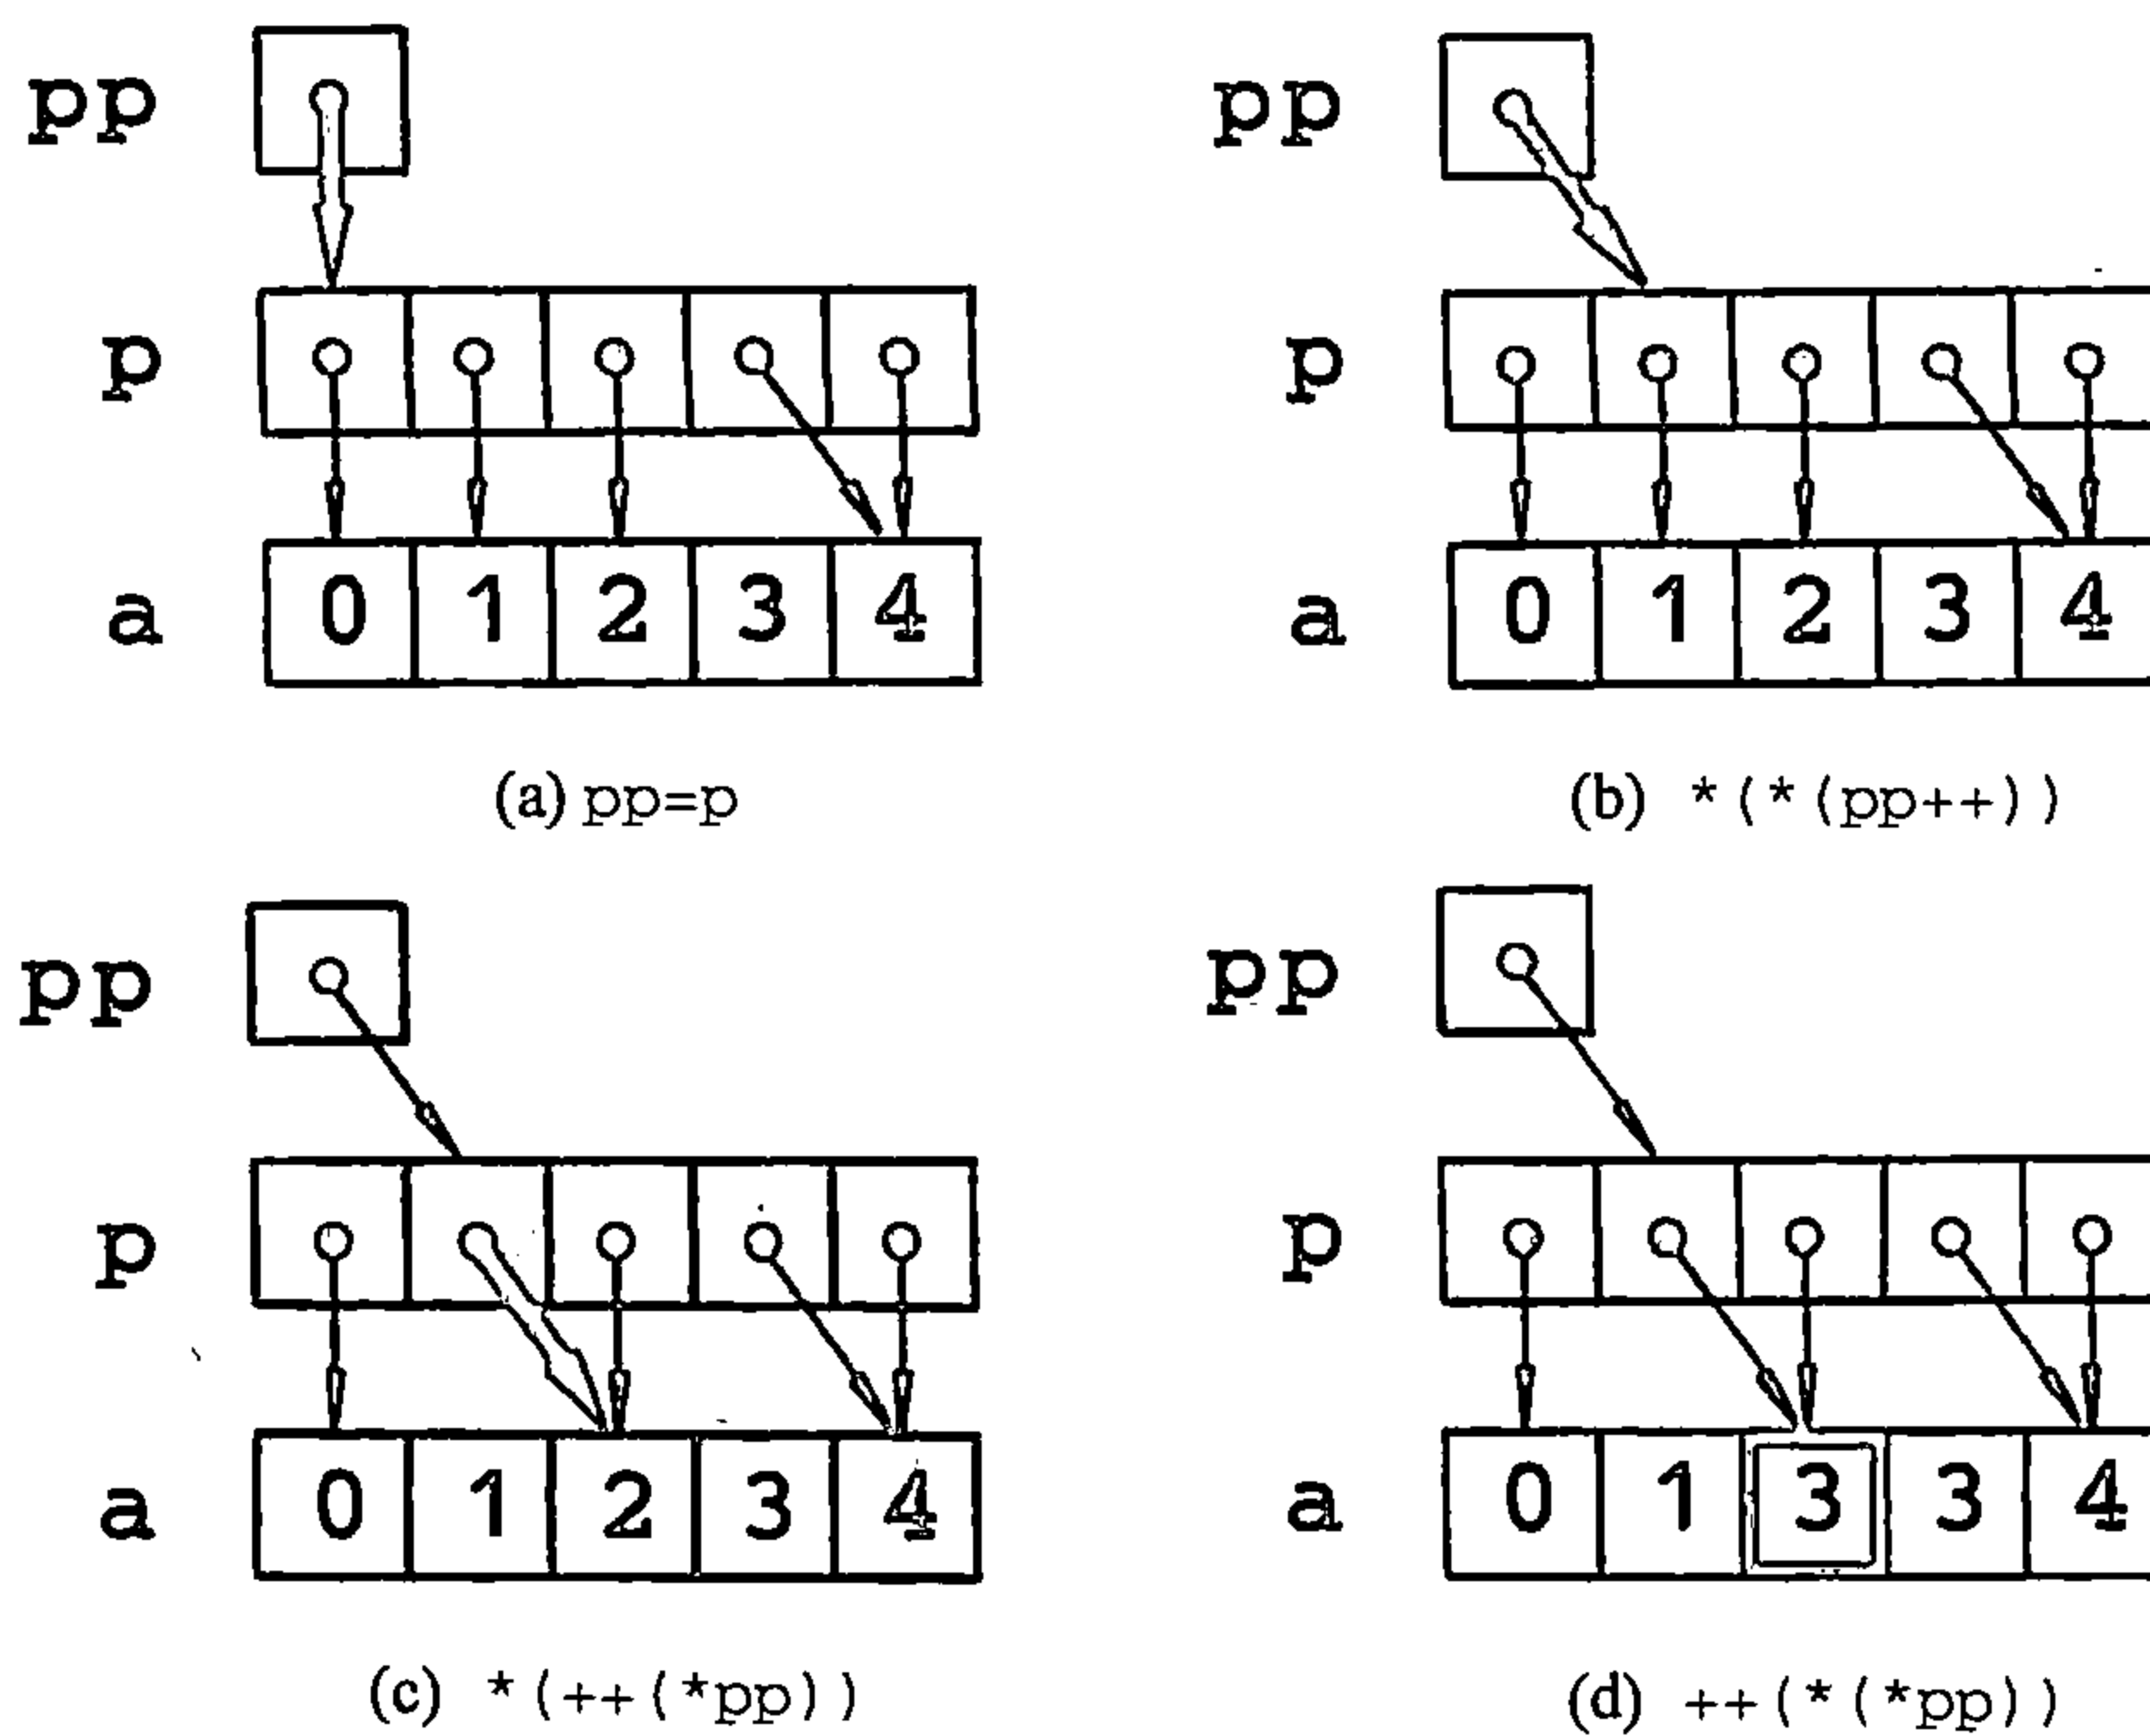 pp pp
p p
a 0 1 2 3 4 a 0 1 2 3 4
(a) pp=p (b) *(*(pp++))
pp pp
p p
a 0 1 2 3 4 a 0 1 3 3 4
(c) *(++(*pp)) (d) ++(*(*pp))